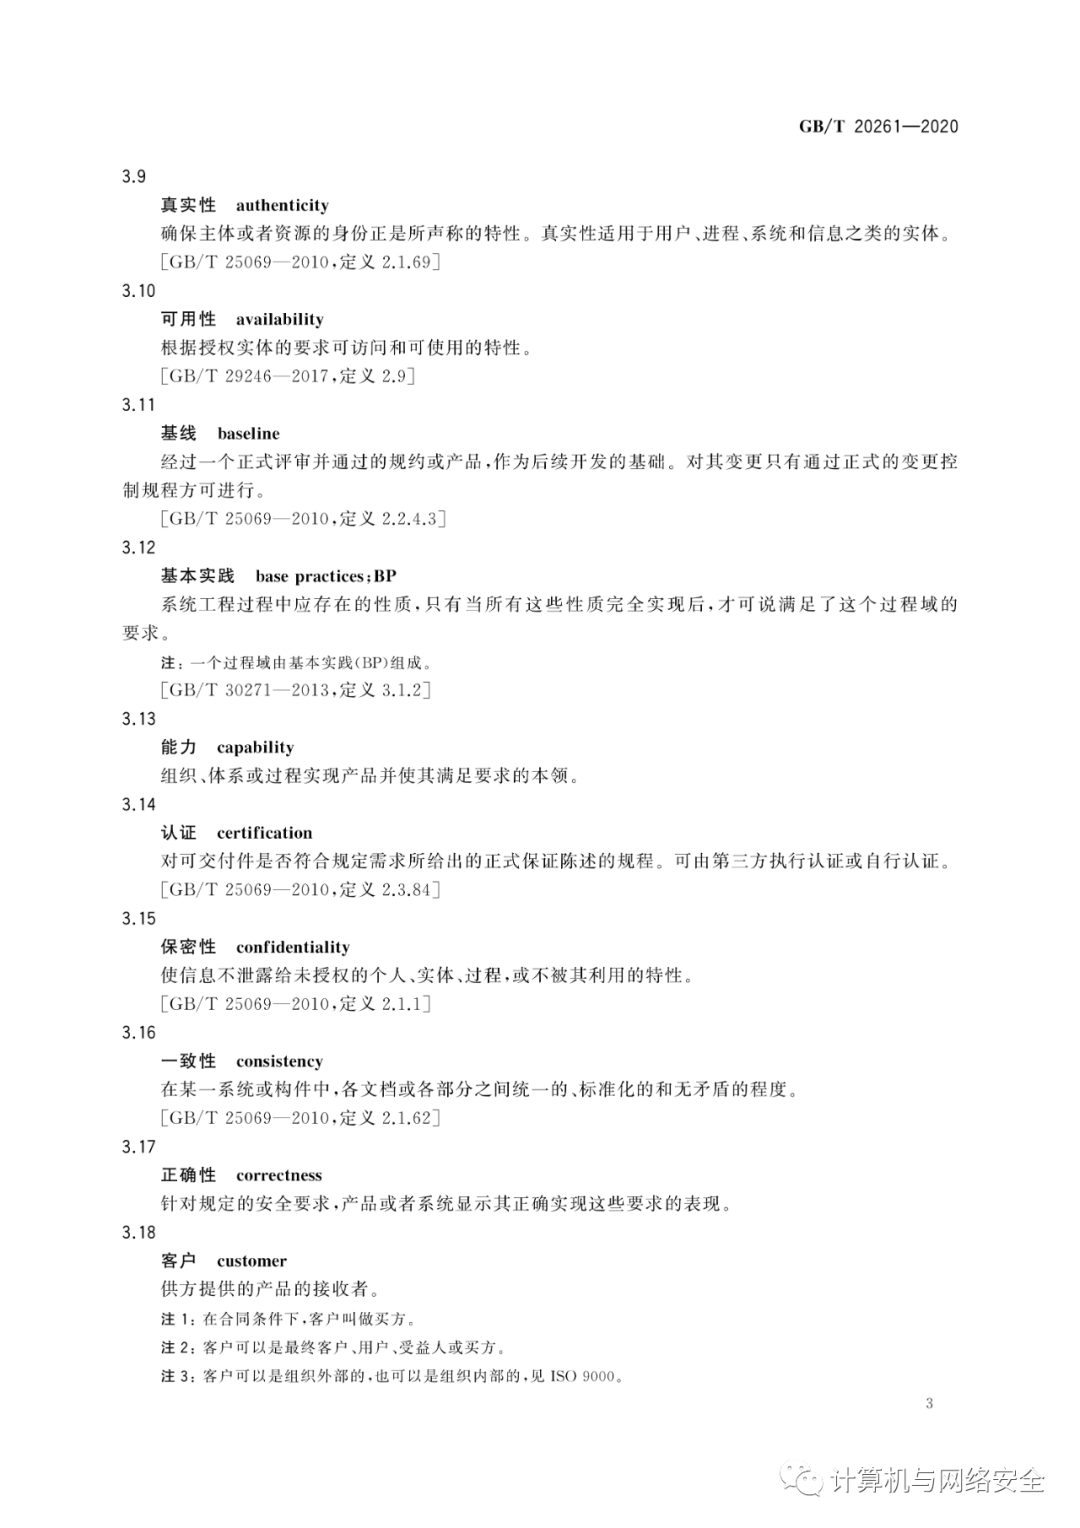 GB/T 20261—2020
3.9
真实性 authenticity
确保主体或者资源的身份正是所声称的特性。真实性适用于用户、进程、系统和信息之类的实体。
[GB/T 25069—2010,定义 2.1.69]
3.10
可用性 availability
根据授权实体的要求可访问和可使用的特性。
[GB/T 29246—2017,定义 2.9]
3.11
基线 baseline
经过一个正式评审并通过的规约或产品,作为后续开发的基础。对其变更只有通过正式的变更控
制规程方可进行。
[GB/T 25069—2010,定义 2.2.4.3]
3.12
基本实践 base practices;BP
系统工程过程中应存在的性质,只有当所有这些性质完全实现后,才可说满足了这个过程域的
要求。
注:一个过程域由基本实践(BP)组成。
[GB/T 30271—2013,定义 3.1.2]
3.13
能力 capability
组织、体系或过程实现产品并使其满足要求的本领。
3.14
认证 certification
对可交付件是否符合规定需求所给出的正式保证陈述的规程。可由第三方执行认证或自行认证。
[GB/T 25069—2010,定义 2.3.84]
3.15
保密性 confidentiality
使信息不泄露给未授权的个人、实体、过程,或不被其利用的特性。
[GB/T 25069—2010,定义 2.1.1]
3.16
一致性 consistency
在某一系统或构件中,各文档或各部分之间统一的、标准化的和无矛盾的程度。
[GB/T 25069—2010,定义 2.1.62]
3.17
正确性 correctness
针对规定的安全要求,产品或者系统显示其正确实现这些要求的表现。
3.18
客户 customer
供方提供的产品的接收者。
注 1:在合同条件下,客户叫做买方。
注 2:客户可以是最终客户、用户、受益人或买方。
注 3:客户可以是组织外部的,也可以是组织内部的,见 ISO 9000。
3
计算机与网络安全